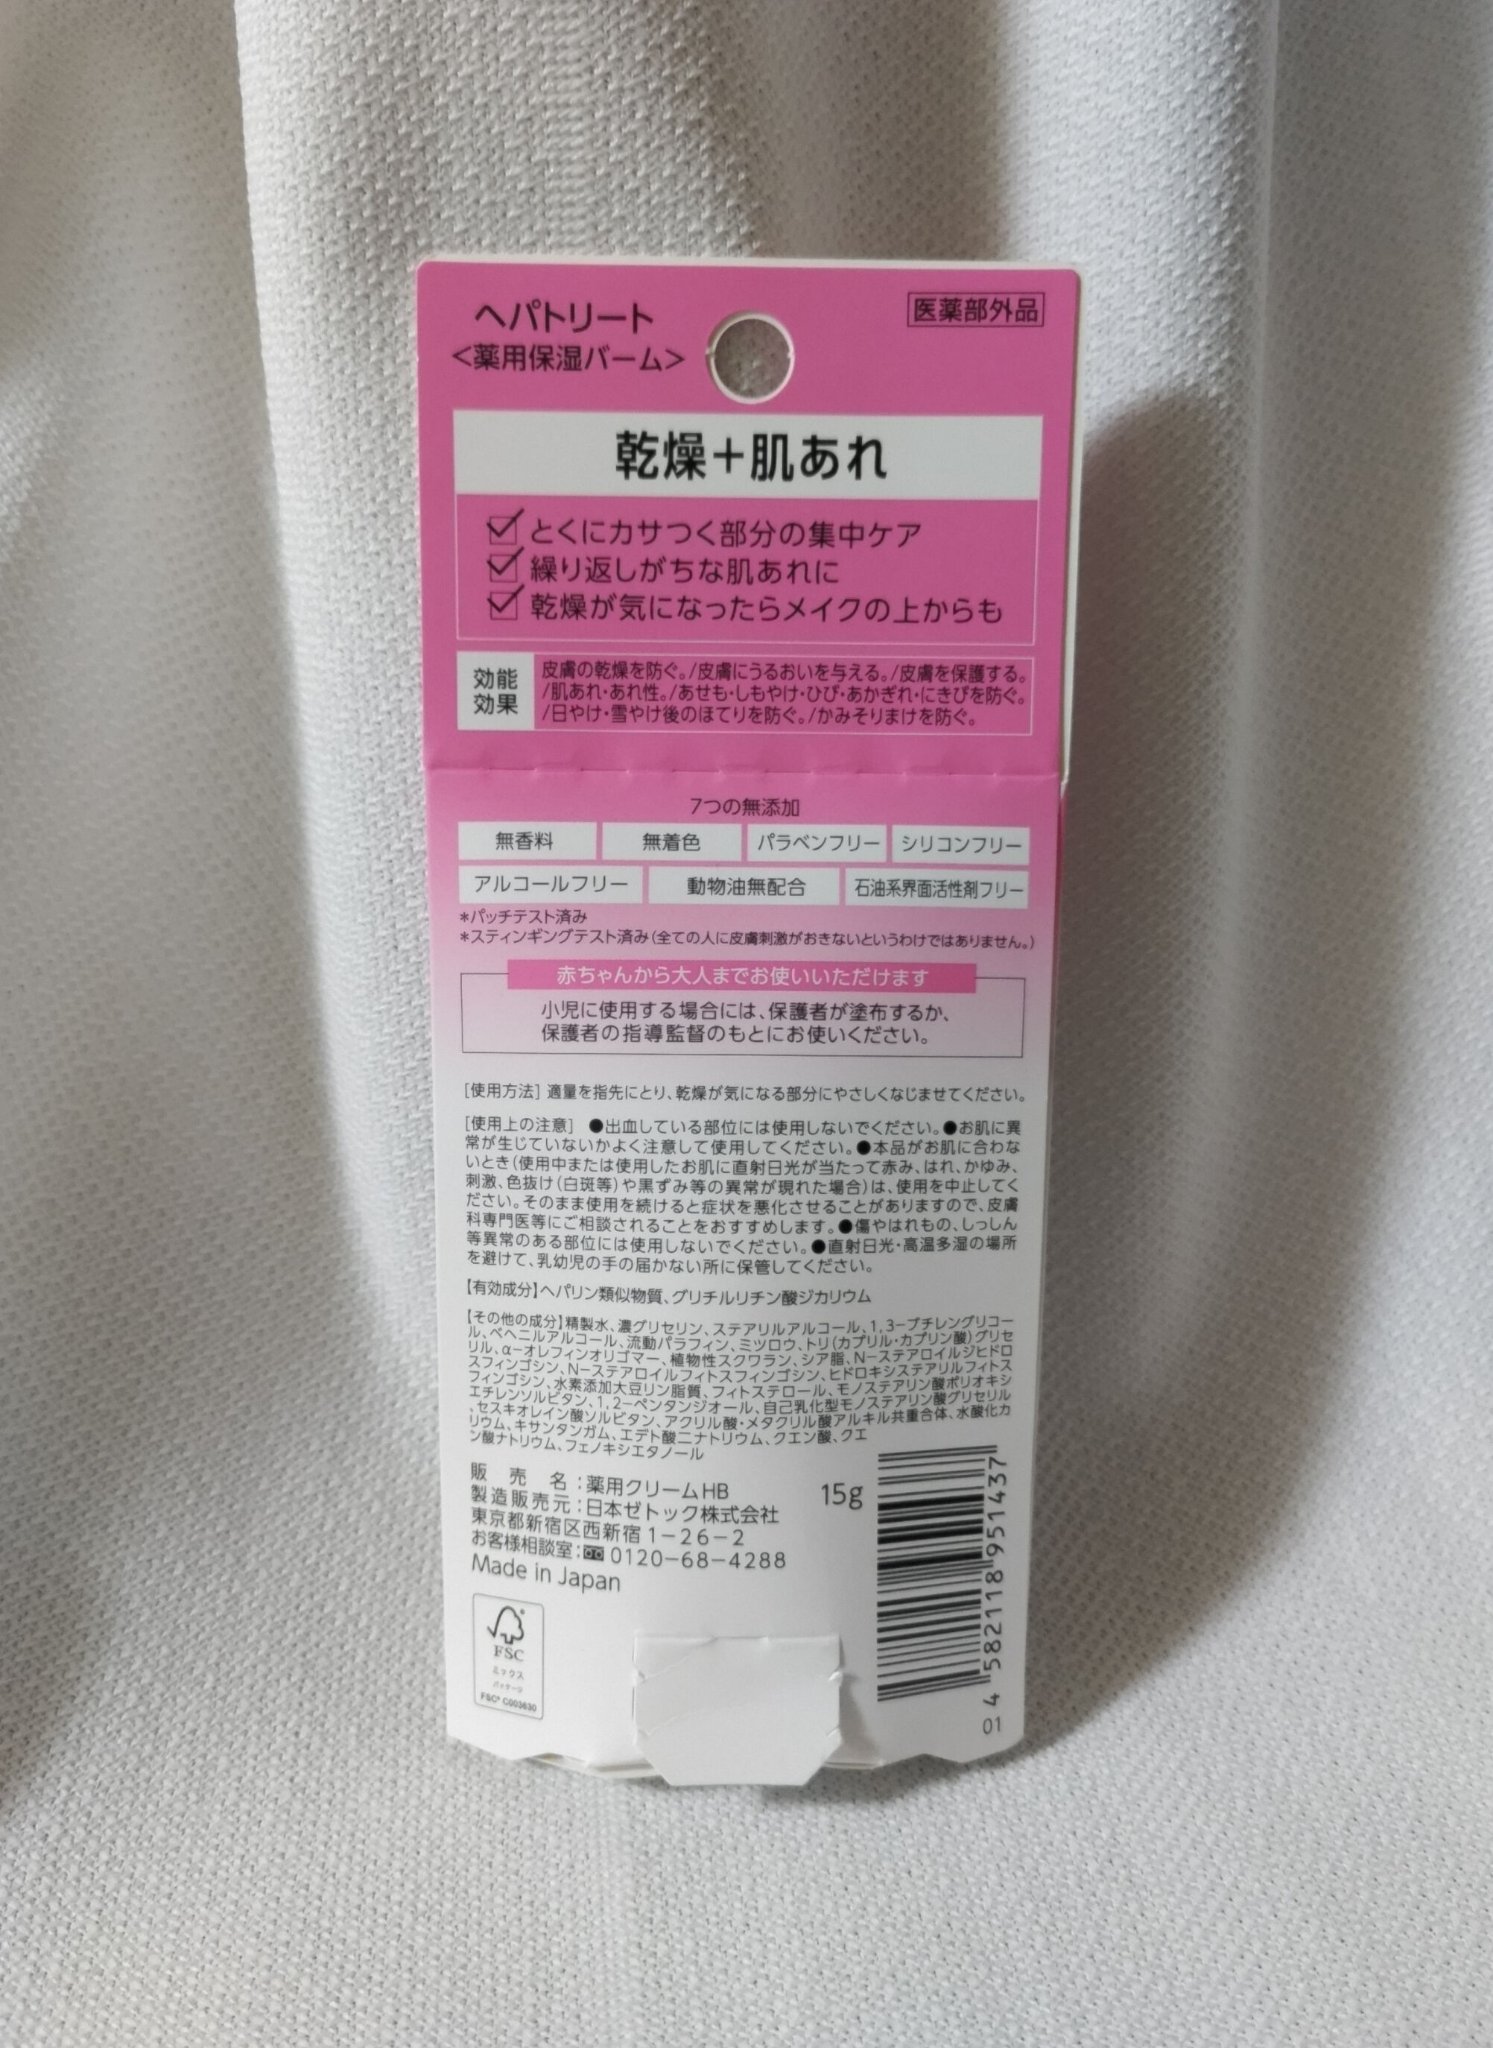 ヘパトリート
<薬用保湿バーム>
医薬部外品
乾燥+肌あれ
とくにカサつく部分の集中ケア
繰り返しがちな肌あれに
乾燥が気になったらメイクの上からも
効能
効果
皮膚の乾燥を防ぐ。/皮膚にうるおいを与える。/皮膚を保護する。
/肌あれ・あれ性。/あせも・しもやけ・ひび・あかぎれ・にきびを防ぐ。
/日やけ・雪やけ後のほてりを防ぐ。/かみそりまけを防ぐ。
7つの無添加
無香料 無着色 パラベンフリー シリコンフリー
アルコールフリー 動物油無配合 石油系界面活性剤フリー
*パッチテスト済み
*スティンギングテスト済み(全ての人に皮膚刺激がおきないというわけではありません。)
赤ちゃんから大人までお使いいただけます
小児に使用する場合には、保護者が塗布するか、
保護者の指導監督のもとにお使いください。
[使用方法] 適量を指先にとり、乾燥が気になる部分にやさしくなじませてください。
[使用上の注意] ●出血している部位には使用しないでください。●お肌に異
常が生じていないかよく注意して使用してください。●本品がお肌に合わな
いとき(使用中または使用したお肌に直射日光が当たって赤み、はれ、かゆみ、
刺激、色抜け(白斑等)や黒ずみ等の異常が現れた場合)は、使用を中止してく
ださい。そのまま使用を続けると症状を悪化させることがありますので、皮膚
科専門医等にご相談されることをおすすめします。●傷やはれもの、しっしん
等異常のある部位には使用しないでください。●直射日光・高温多湿の場所
を避けて、乳幼児の手の届かない所に保管してください。
【有効成分】ヘパリン類似物質、グリチルリチン酸ジカリウム
【その他の成分】精製水、濃グリセリン、ステアリルアルコール、1,3-ブチレングリコー
ル、ベヘニルアルコール、流動パラフィン、ミツロウ、トリ(カプリル・カプリン酸)グリセ
リル、α-オレフィンオリゴマー、植物性スクワラン、シア脂、N-ステアロイルジヒドロ
スフィンゴシン、N-ステアロイルフィトスフィンゴシン、ヒドロキシステアリルフィトス
フィンゴシン、水素添加大豆リン脂質、フィトステロール、モノステアリン酸ポリオキシ
エチレンソルビタン、1,2-ペンタンジオール、自己乳化型モノステアリン酸グリセリル
、セスキオレイン酸ソルビタン、アクリル酸・メタクリル酸アルキル共重合体、水酸化カ
リウム、キサンタンガム、エデト酸二ナトリウム、クエン酸、クエ
ン酸ナトリウム、フェノキシエタノール
販売名:薬用クリームHB
製造販売元:日本ゼトック株式会社
東京都新宿区西新宿1-26-2
お客様相談室:0120-68-4288
Made in Japan
15g
4 582118 951437
01
FSC
ミックス
パッケージ
FSC® C003630